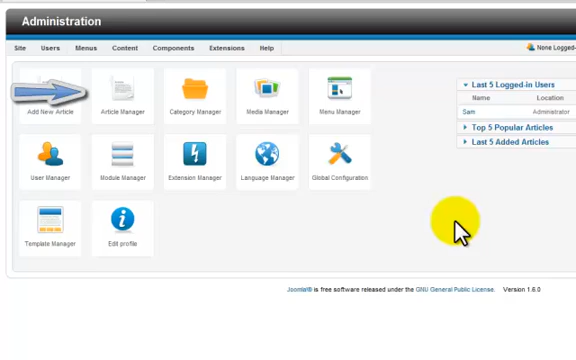 Administration
Site Users Menus Content Components Extensions Help None Logged-
Add New Article Article Manager Category Manager Media Manager Menu Manager
User Manager Module Manager Extension Manager Language Manager Global Configuration
Template Manager Edit profile
Last 5 Logged-in Users
Name Location
Sam Administrator
Top 5 Popular Articles
Last 5 Added Articles
Joomla!® is free software released under the GNU General Public License. Version 1.6.0